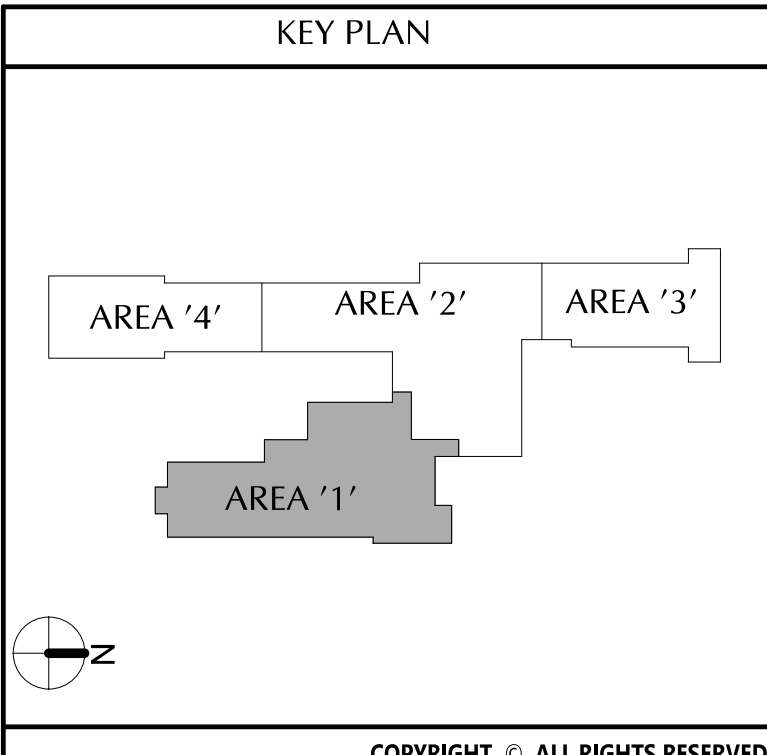 KEY PLAN
AREA '4'
AREA '2'
AREA '3'
AREA '1'
N
COPYRIGHT © ALL RIGHTS RESERVED